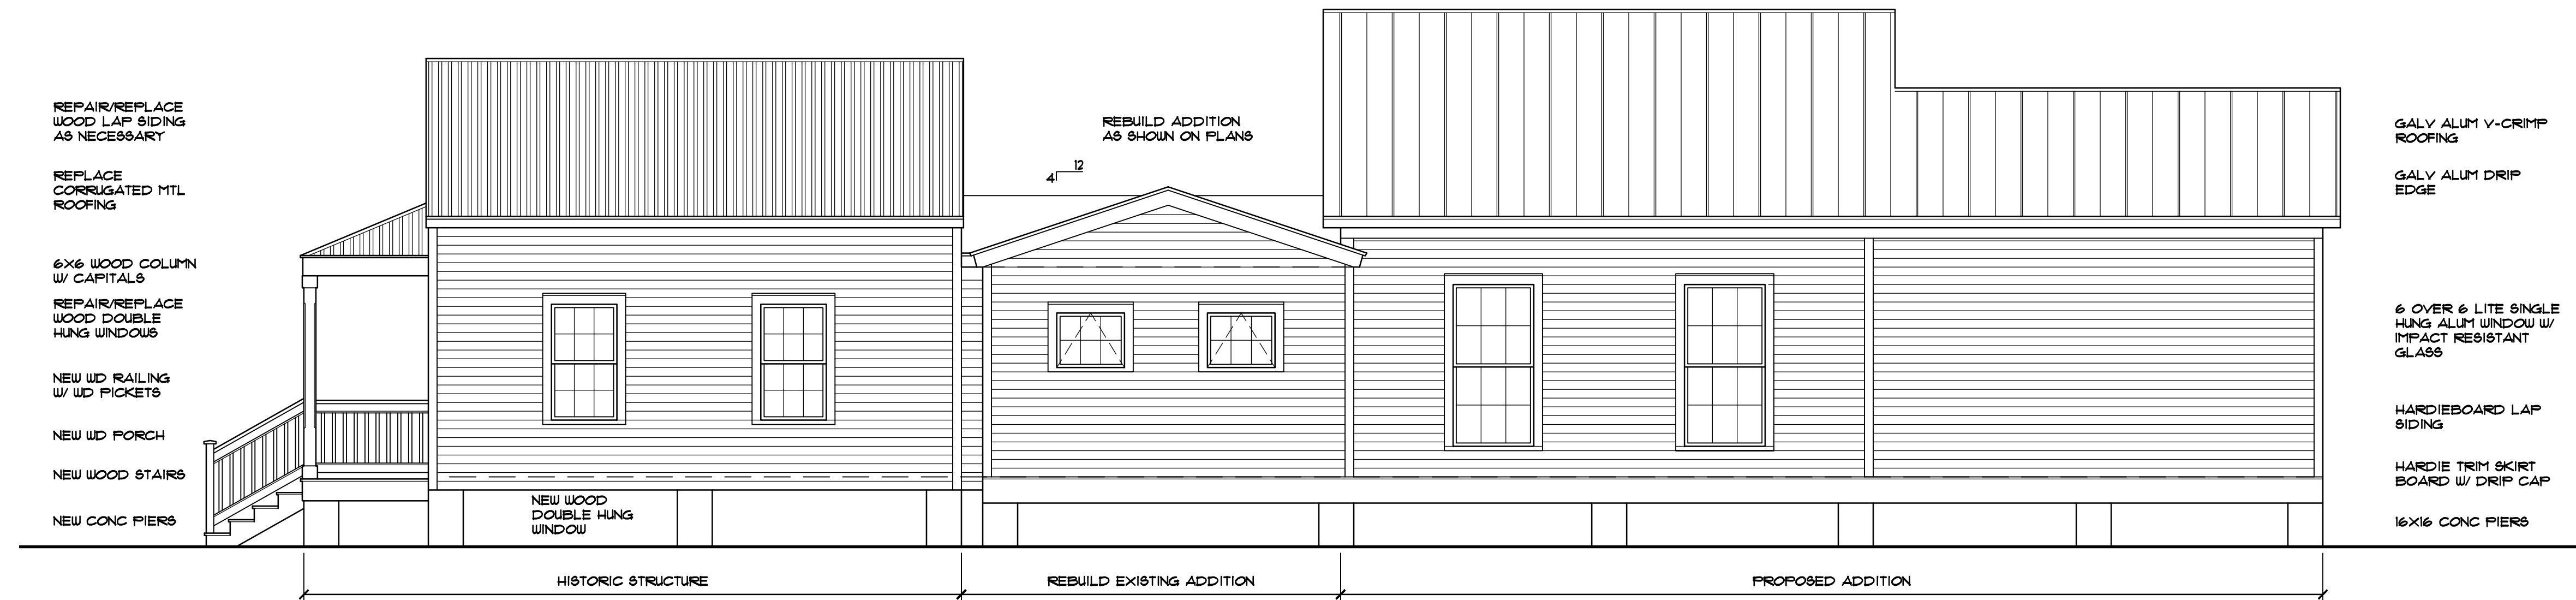 REPAIR/REPLACE
WOOD LAP SIDING
AS NECESSARY
REPLACE
CORRUGATED MTL
ROOFING
6X6 WOOD COLUMN
W/ CAPITALS
REPAIR/REPLACE
WOOD DOUBLE
HUNG WINDOWS
NEW WD RAILING
W/ WD PICKETS
NEW WD PORCH
NEW WOOD STAIRS
NEW CONC PIERS
NEW WOOD
DOUBLE HUNG
WINDOW
REBUILD ADDITION
AS SHOWN ON PLANS
12
4
GALV ALUM V-CRIMP
ROOFING
GALV ALUM DRIP
EDGE
6 OVER 6 LITE SINGLE
HUNG ALUM WINDOW W/
IMPACT RESISTANT
GLASS
HARDIEBOARD LAP
SIDING
HARDIE TRIM SKIRT
BOARD W/ DRIP CAP
16X16 CONC PIERS
HISTORIC STRUCTURE
REBUILD EXISTING ADDITION
PROPOSED ADDITION